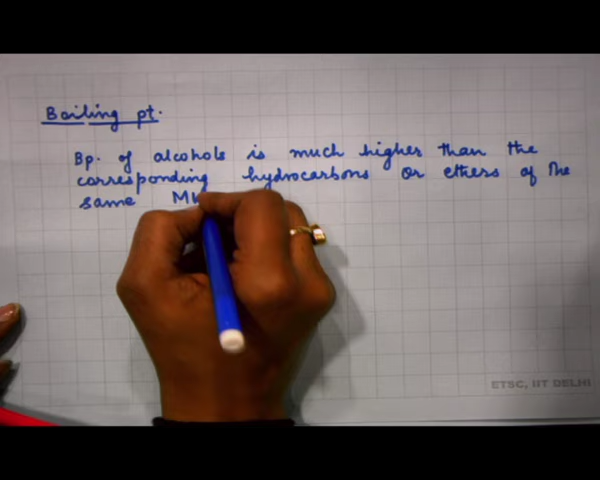 Boiling pt.
Bp. of alcohols is much higher than the
corresponding hydrocarbons or ethers of the
same
ETSC, IIT DELHI